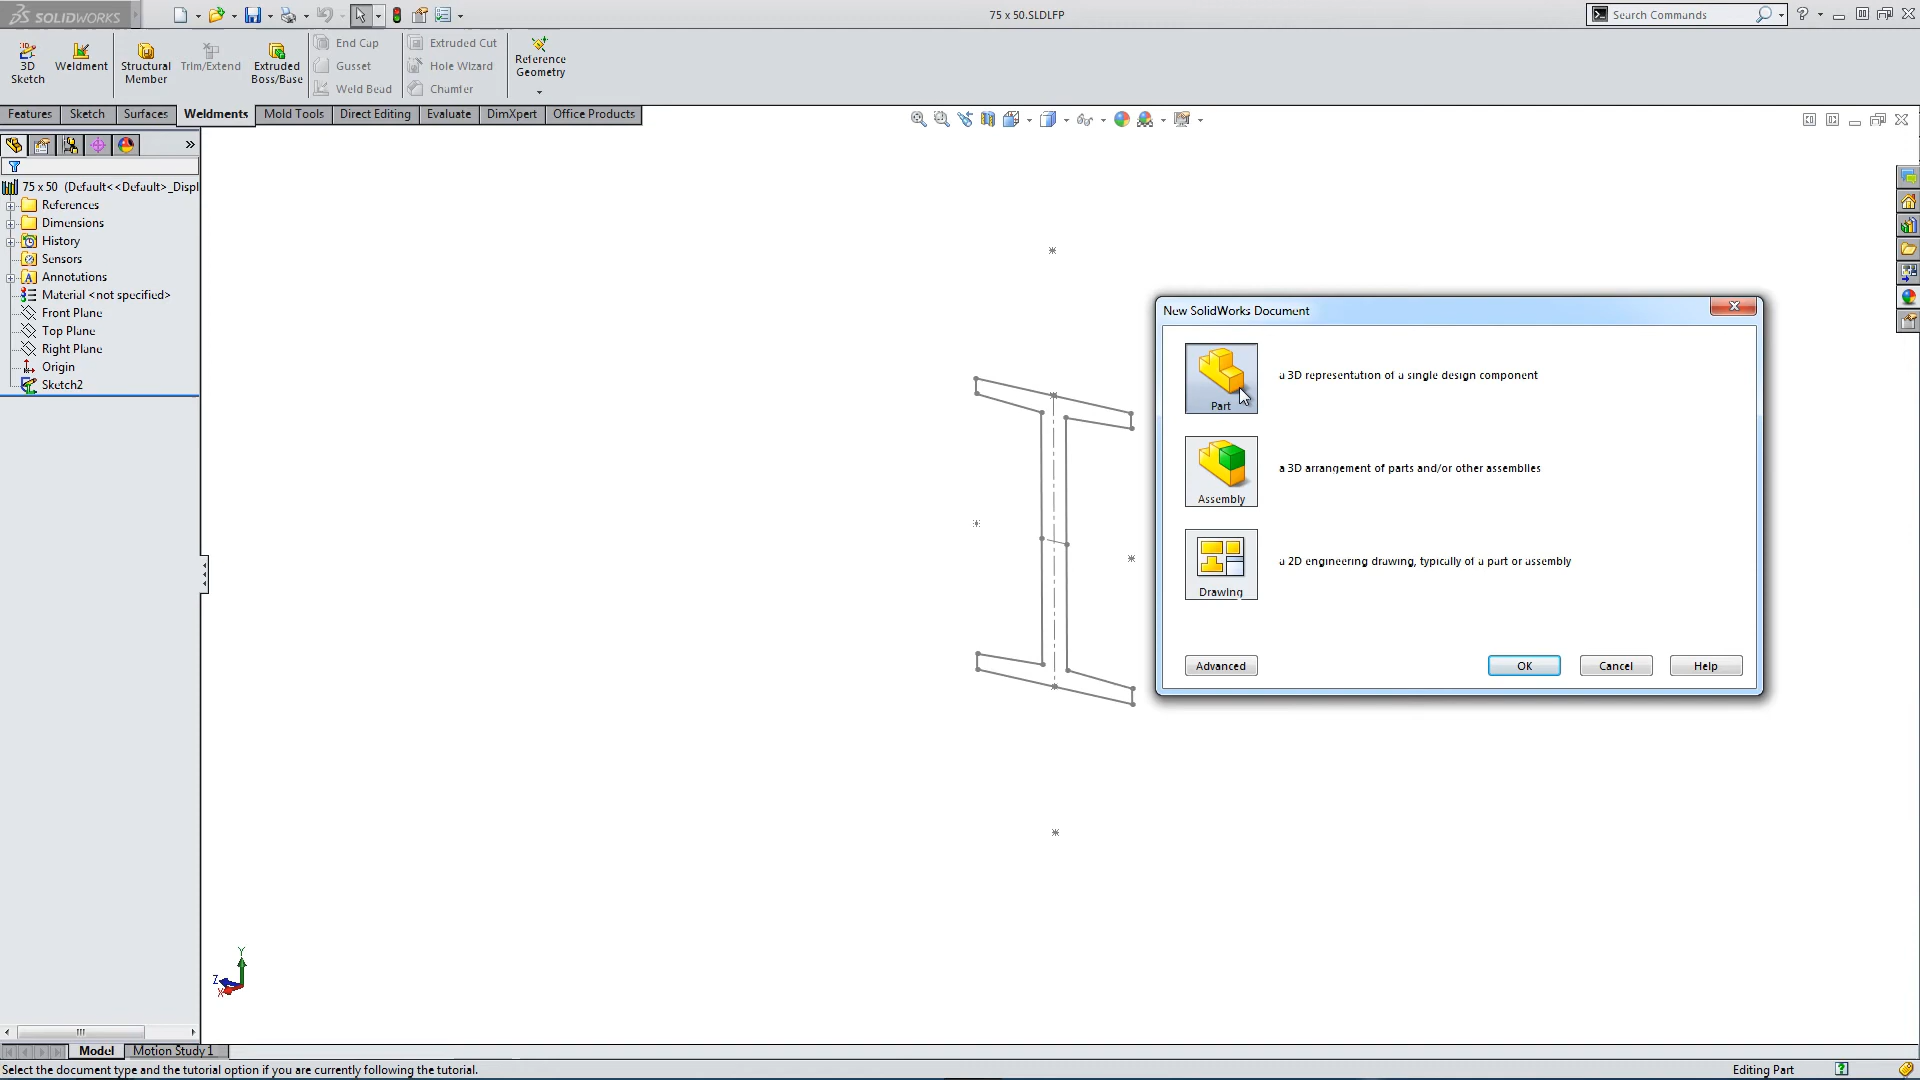 SOLIDWORKS
75 x 50.SLDLFP
Search Commands
3D Sketch
Weldment
Structural Member
Trim/Extend
Extruded Boss/Base
End Cap
Gusset
Weld Bead
Extruded Cut
Hole Wizard
Chamfer
Reference Geometry
Features
Sketch
Surfaces
Weldments
Mold Tools
Direct Editing
Evaluate
DimXpert
Office Products
75 x 50 (Default<<Default>_Displ
References
Dimensions
History
Sensors
Annotations
Material <not specified>
Front Plane
Top Plane
Right Plane
Origin
Sketch2
New SolidWorks Document
Part
a 3D representation of a single design component
Assembly
a 3D arrangement of parts and/or other assemblies
Drawing
a 2D engineering drawing, typically of a part or assembly
Advanced
OK
Cancel
Help
Y
Z
X
Model
Motion Study 1
Select the document type and the tutorial option if you are currently following the tutorial.
Editing Part